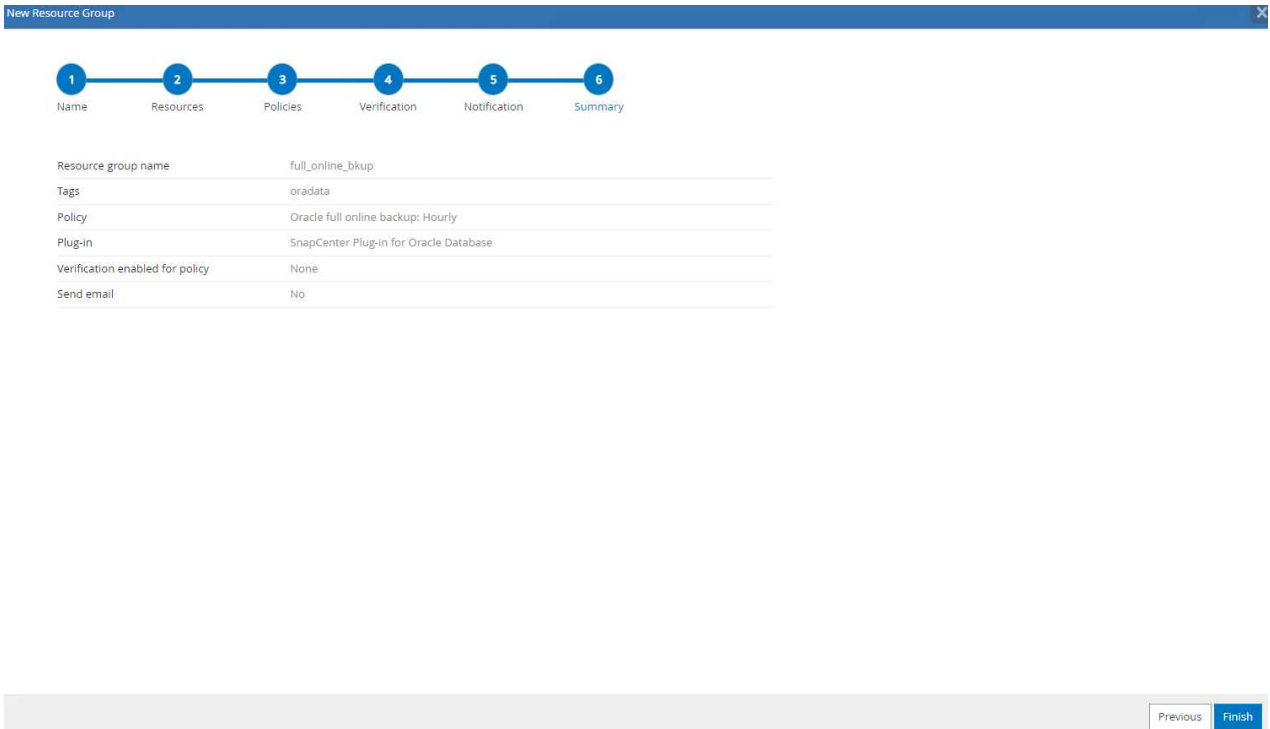 New Resource Group
1 2 3 4 5 6
Name Resources Policies Verification Notification Summary
Resource group name full_online_bkup
Tags oradata
Policy Oracle full online backup: Hourly
Plug-in SnapCenter Plug-in for Oracle Database
Verification enabled for policy None
Send email No
Previous Finish